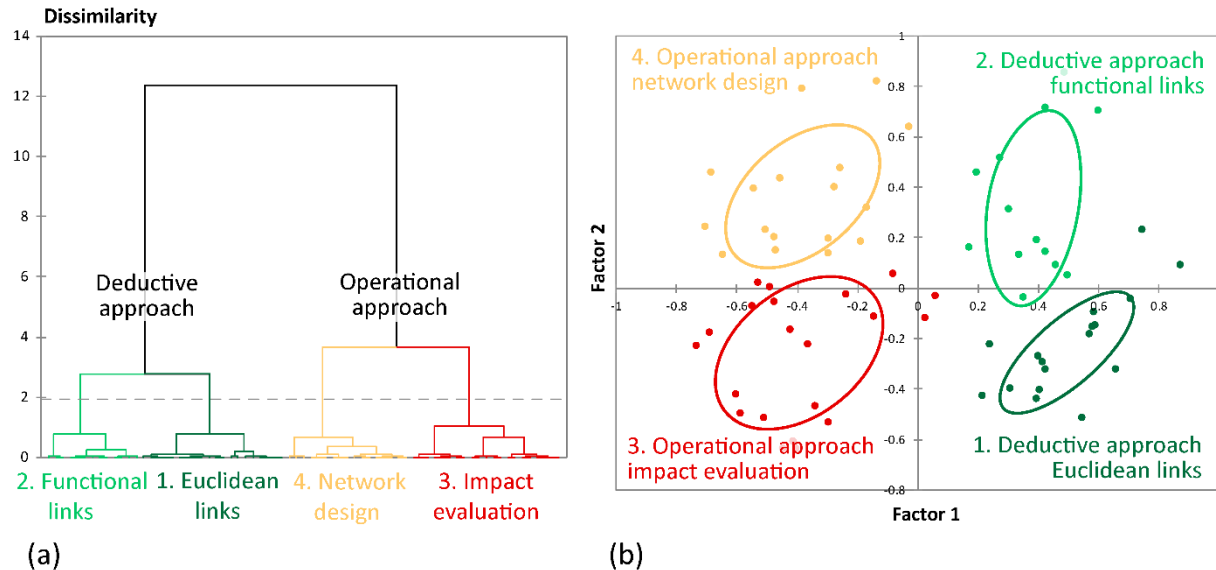 Dissimilarity
14
12
10
8
6
4
2
0
Deductive
approach
Operational
approach
2. Functional
links
1. Euclidean
links
4. Network
design
3. Impact
evaluation
(a)
4. Operational approach
network design
2. Deductive approach
functional links
3. Operational approach
impact evaluation
1. Deductive approach
Euclidean links
1
0.8
0.6
0.4
0.2
0
-0.2
-0.4
-0.6
-0.8
-1
-0.8
-0.6
-0.4
-0.2
0
0.2
0.4
0.6
0.8
Factor 2
Factor 1
(b)